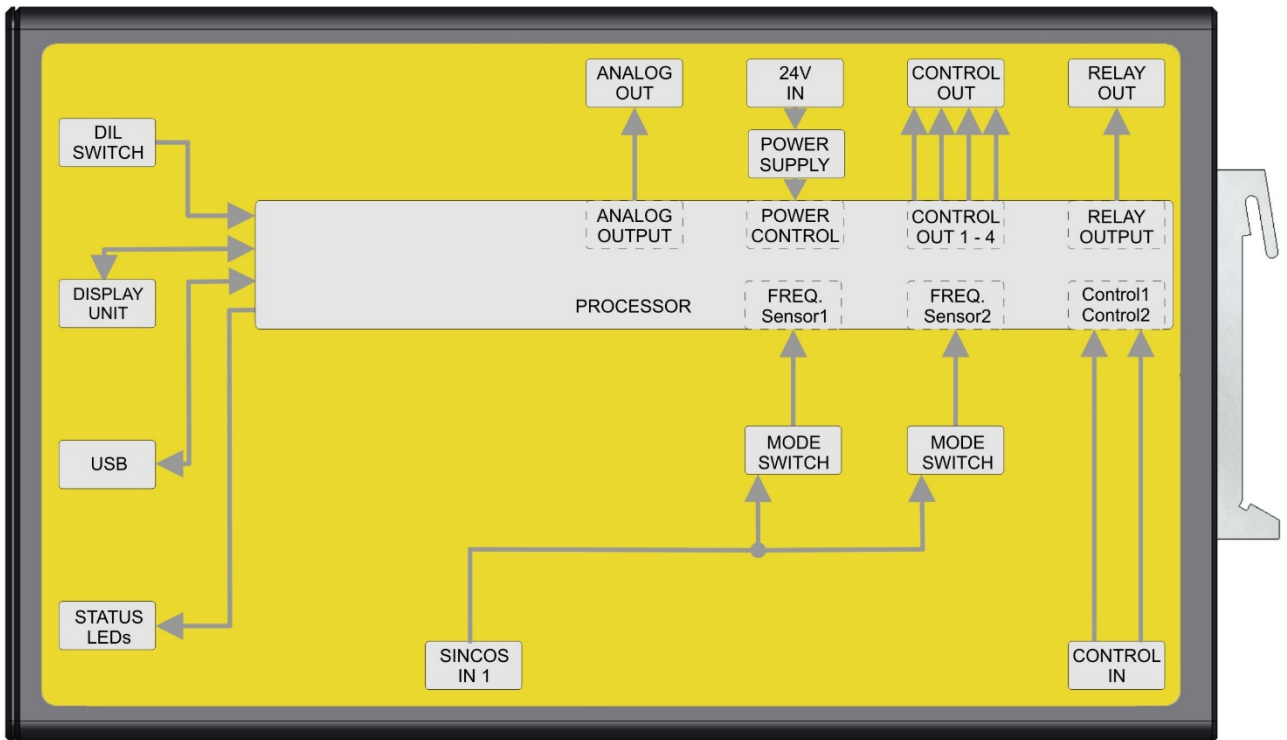 ANALOG
OUT
24V
IN
CONTROL
OUT
RELAY
OUT
DIL
SWITCH
POWER
SUPPLY
ANALOG
OUTPUT
POWER
CONTROL
CONTROL
OUT 1 - 4
RELAY
OUTPUT
DISPLAY
UNIT
PROCESSOR
FREQ.
Sensor1
FREQ.
Sensor2
Control1
Control2
USB
MODE
SWITCH
MODE
SWITCH
STATUS
LEDs
SINCOS
IN 1
CONTROL
IN